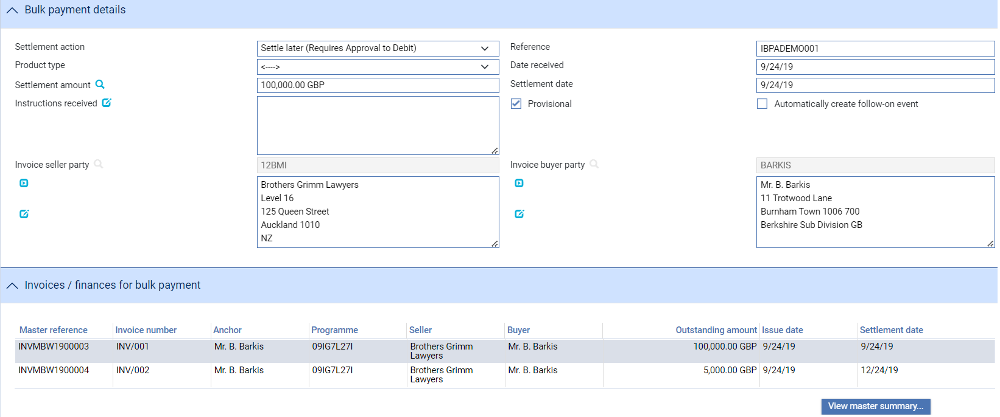 Bulk payment details
Settlement action
Settle later (Requires Approval to Debit)
Reference
IBPADEMO001
Product type
<---->
Date received
9/24/19
Settlement amount
100,000.00 GBP
Settlement date
9/24/19
Instructions received
Provisional
Automatically create follow-on event
Invoice seller party
12BMI
Brothers Grimm Lawyers
Level 16
125 Queen Street
Auckland 1010
NZ
Invoice buyer party
BARKIS
Mr. B. Barkis
11 Trotwood Lane
Burnham Town 1006 700
Berkshire Sub Division GB
Invoices / finances for bulk payment
Master reference Invoice number Anchor Programme Seller Buyer Outstanding amount Issue date Settlement date
INVMBW1900003 INV/001 Mr. B. Barkis 09IG7L27I Brothers Grimm Mr. B. Barkis 100,000.00 GBP 9/24/19 9/24/19
Lawyers
INVMBW1900004 INV/002 Mr. B. Barkis 09IG7L27I Brothers Grimm Mr. B. Barkis 5,000.00 GBP 9/24/19 12/24/19
Lawyers
View master summary...